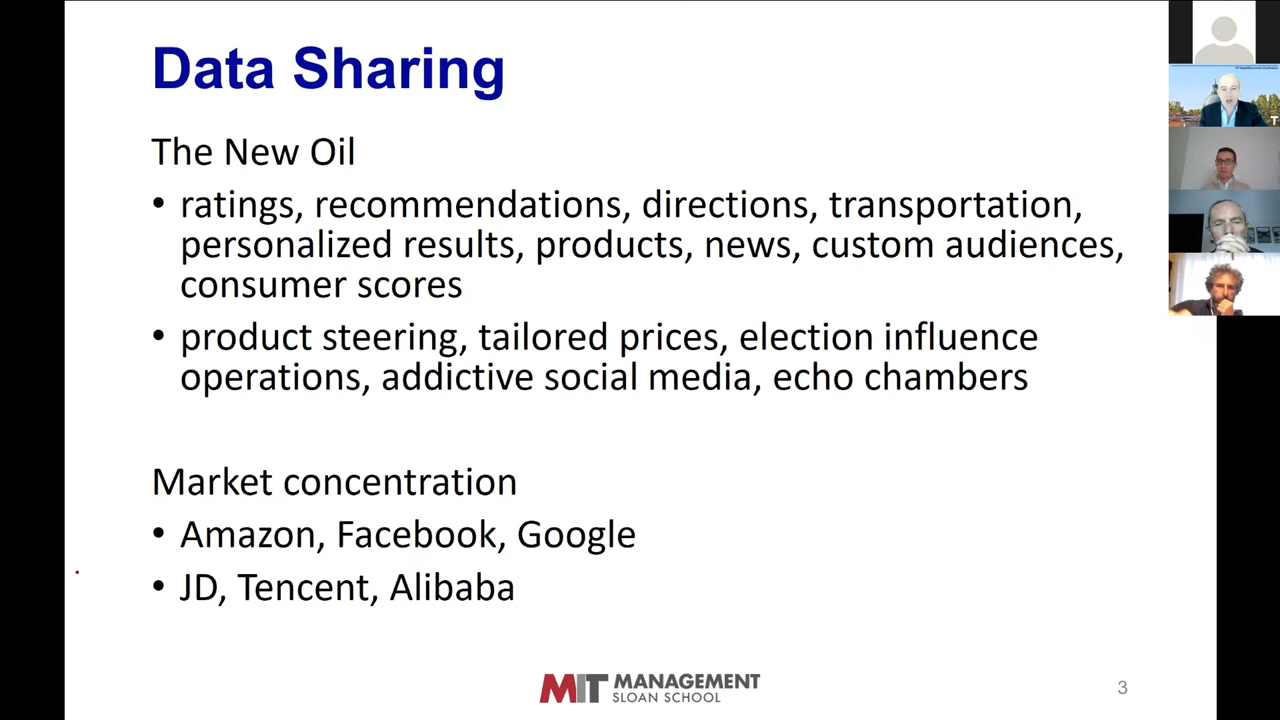 Data Sharing
The New Oil
• ratings, recommendations, directions, transportation,
personalized results, products, news, custom audiences,
consumer scores
• product steering, tailored prices, election influence
operations, addictive social media, echo chambers
Market concentration
• Amazon, Facebook, Google
• JD, Tencent, Alibaba
MIT MANAGEMENT
SLOAN SCHOOL
3